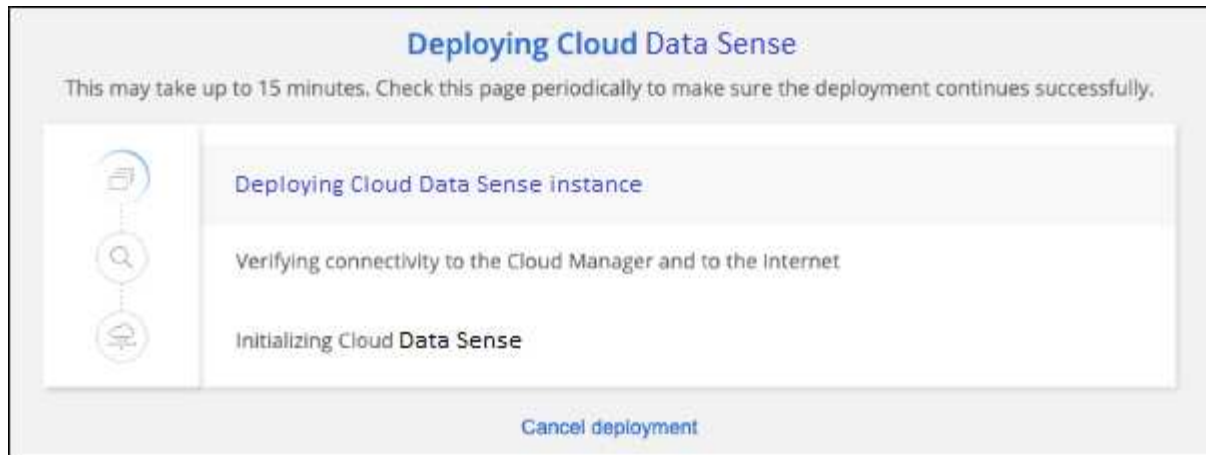 Deploying Cloud Data Sense
This may take up to 15 minutes. Check this page periodically to make sure the deployment continues successfully.
Deploying Cloud Data Sense instance
Verifying connectivity to the Cloud Manager and to the Internet
Initializing Cloud Data Sense
Cancel deployment